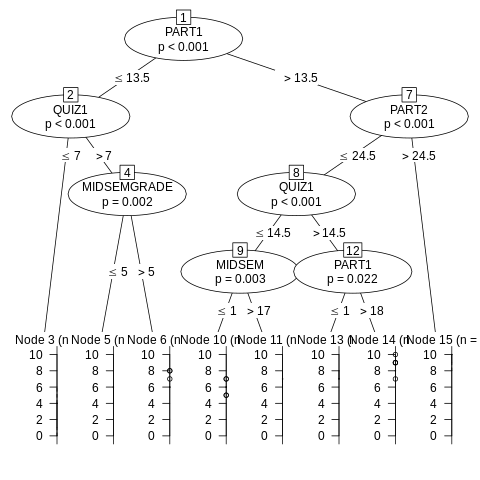 1
PART1
p < 0.001
≤ 13.5
> 13.5
2
QUIZ1
p < 0.001
7
PART2
p < 0.001
≤ 7
> 7
≤ 24.5
> 24.5
4
MIDSEMGRADE
p = 0.002
8
QUIZ1
p < 0.001
≤ 14.5
> 14.5
9
MIDSEM
p = 0.003
12
PART1
p = 0.022
≤ 5
> 5
≤ 1
> 17
≤ 1
> 18
Node 3 (n
Node 5 (n
Node 6 (n
Node 10 (n
Node 11 (n
Node 13 (
Node 14 (n
Node 15 (n =
10 10 10 10 10 10 10 10
8 8 8 8 8 8 8 8
6 6 6 6 6 6 6 6
4 4 4 4 4 4 4 4
2 2 2 2 2 2 2 2
0 0 0 0 0 0 0 0